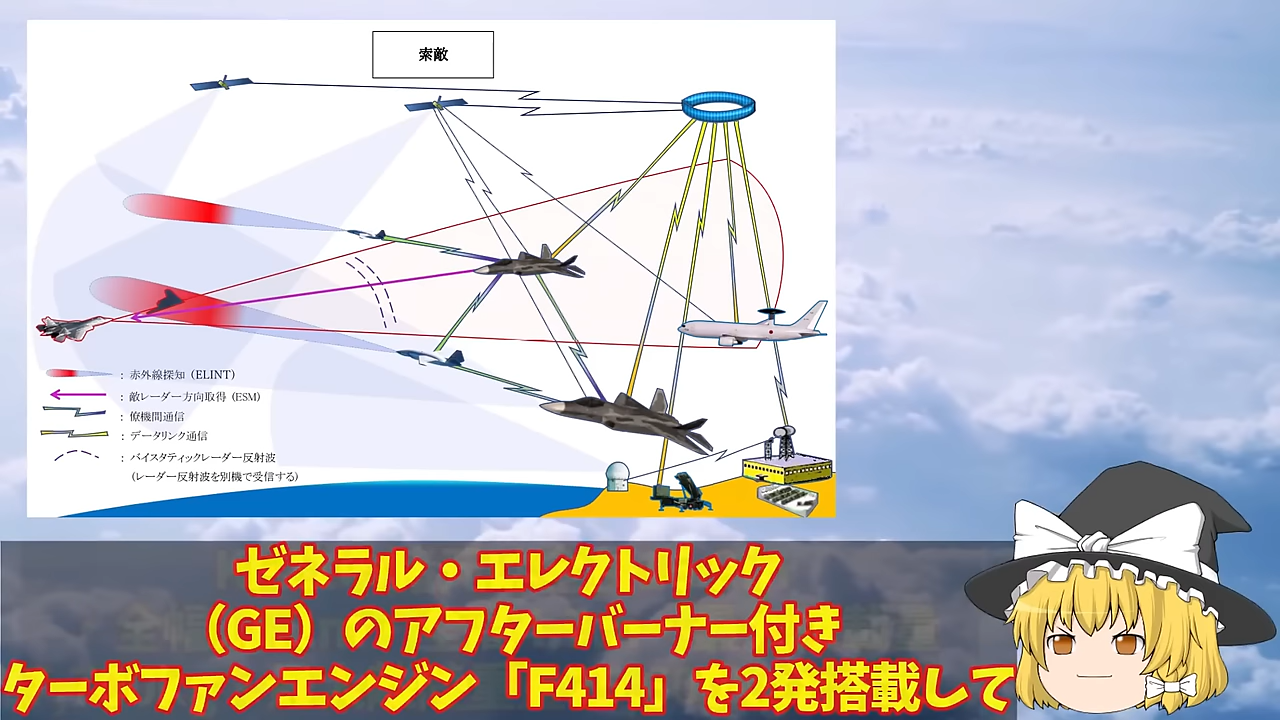 索敵
: 赤外線探知 (ELINT)
: 敵レーダー方向取得 (ESM)
: 僚機間通信
: データリンク通信
: バイスタティックレーダー反射波
(レーダー反射波を別機で受信する)
ゼネラル・エレクトリック
（GE）のアフターバーナー付き
ターボファンエンジン「F414」を2発搭載して